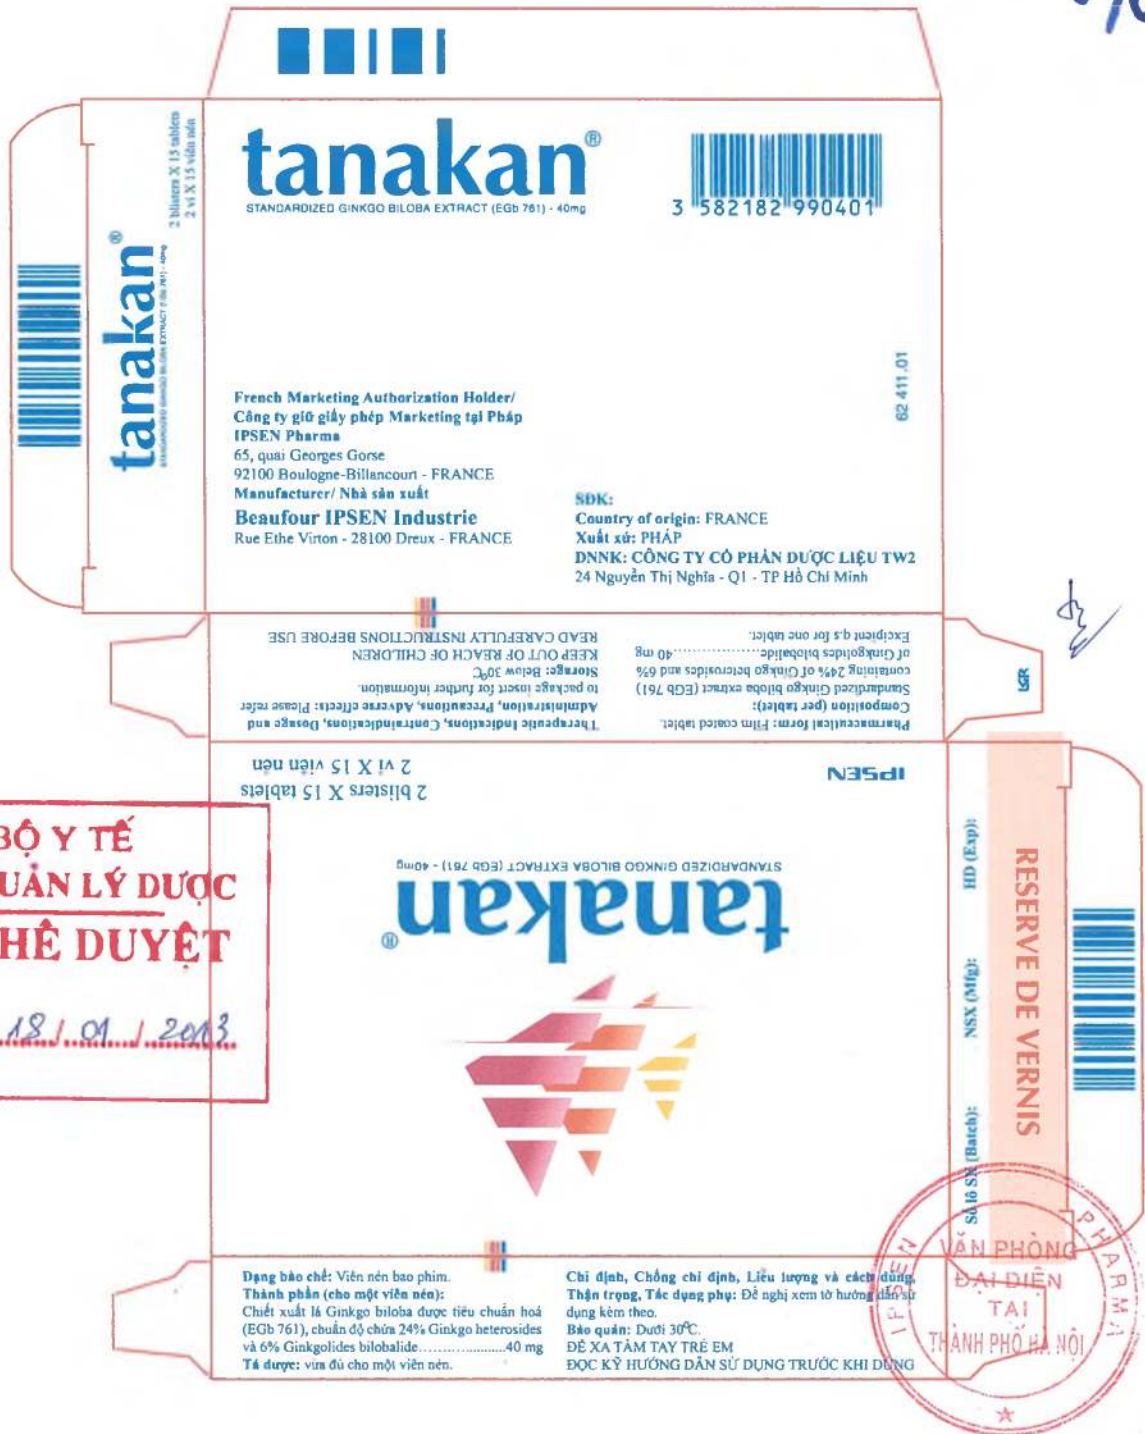 tanakan®
STANDARDIZED GINKGO BILOBA EXTRACT (EGb 761) - 40mg
3 582182 990401
2 blisters X 15 tablets
2 vỉ X 15 viên nén
tanakan®
STANDARDIZED GINKGO BILOBA EXTRACT (EGb 761) - 40mg
62 411.01
French Marketing Authorization Holder/
Công ty giữ giấy phép Marketing tại Pháp
IPSEN Pharma
65, quai Georges Gorse
92100 Boulogne-Billancourt - FRANCE
Manufacturer/ Nhà sản xuất
Beaufour IPSEN Industrie
Rue Ethe Virton - 28100 Dreux - FRANCE
SĐK:
Country of origin: FRANCE
Xuất xứ: PHÁP
DNNK: CÔNG TY CỔ PHẦN DƯỢC LIỆU TW2
24 Nguyễn Thị Nghĩa - Q1 - TP Hồ Chí Minh
Pharmaceutical form: Film coated tablet.
Composition (per tablet):
Standardized Ginkgo biloba extract (EGb 761)
containing 24% of Ginkgo heterosides and 6%
of Ginkgolides bilobalide..................40 mg
Excipient q.s for one tablet.
Therapeutic Indications, Contraindications, Dosage and
Administration, Precautions, Adverse effects: Please refer
to package insert for further information.
Storage: Below 30°C
KEEP OUT OF REACH OF CHILDREN
READ CAREFULLY INSTRUCTIONS BEFORE USE
tanakan®
STANDARDIZED GINKGO BILOBA EXTRACT (EGb 761) - 40mg
2 blisters X 15 tablets
2 vỉ X 15 viên nén
IPSEN
BỘ Y TẾ
UẢN LÝ DƯỢC
HÊ DUYỆT
18 / 01 / 2013
Số lô SX (Batch):
NSX (Mfg):
HD (Exp):
RESERVE DE VERNIS
Dạng bào chế: Viên nén bao phim.
Thành phần (cho một viên nén):
Chiết xuất lá Ginkgo biloba được tiêu chuẩn hoá
(EGb 761), chuẩn độ chứa 24% Ginkgo heterosides
và 6% Ginkgolides bilobalide......................40 mg
Tá dược: vừa đủ cho một viên nén.
Chỉ định, Chống chỉ định, Liều lượng và cách dùng,
Thận trọng, Tác dụng phụ: Đề nghị xem tờ hướng dẫn sử
dụng kèm theo.
Bảo quản: Dưới 30°C.
ĐỂ XA TẦM TAY TRẺ EM
ĐỌC KỸ HƯỚNG DẪN SỬ DỤNG TRƯỚC KHI DÙNG
IPSEN PHARMA
VĂN PHÒNG
ĐẠI DIỆN
TẠI
THÀNH PHỐ HÀ NỘI